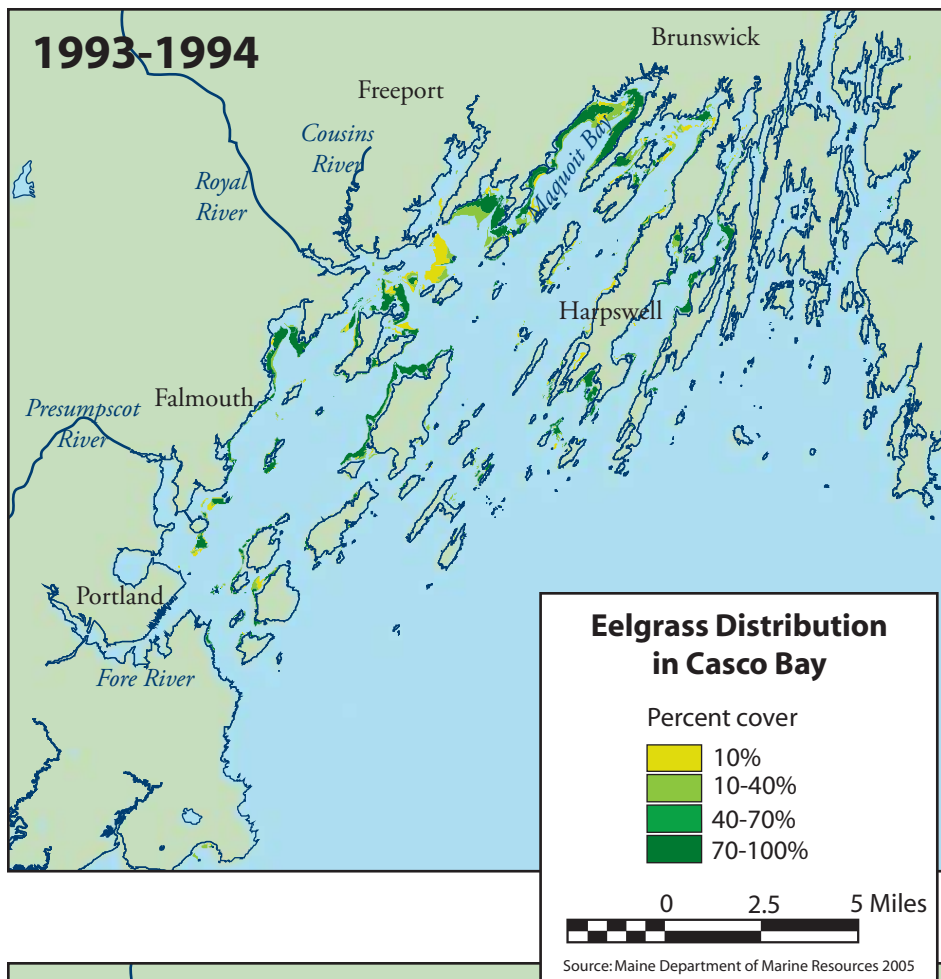 1993-1994
Brunswick
Freeport
Cousins
River
Maquoit Bay
Royal
River
Harpswell
Falmouth
Presumpscot
River
Portland
Fore River
Eelgrass Distribution
in Casco Bay
Percent cover
10%
10-40%
40-70%
70-100%
0 2.5 5 Miles
Source: Maine Department of Marine Resources 2005